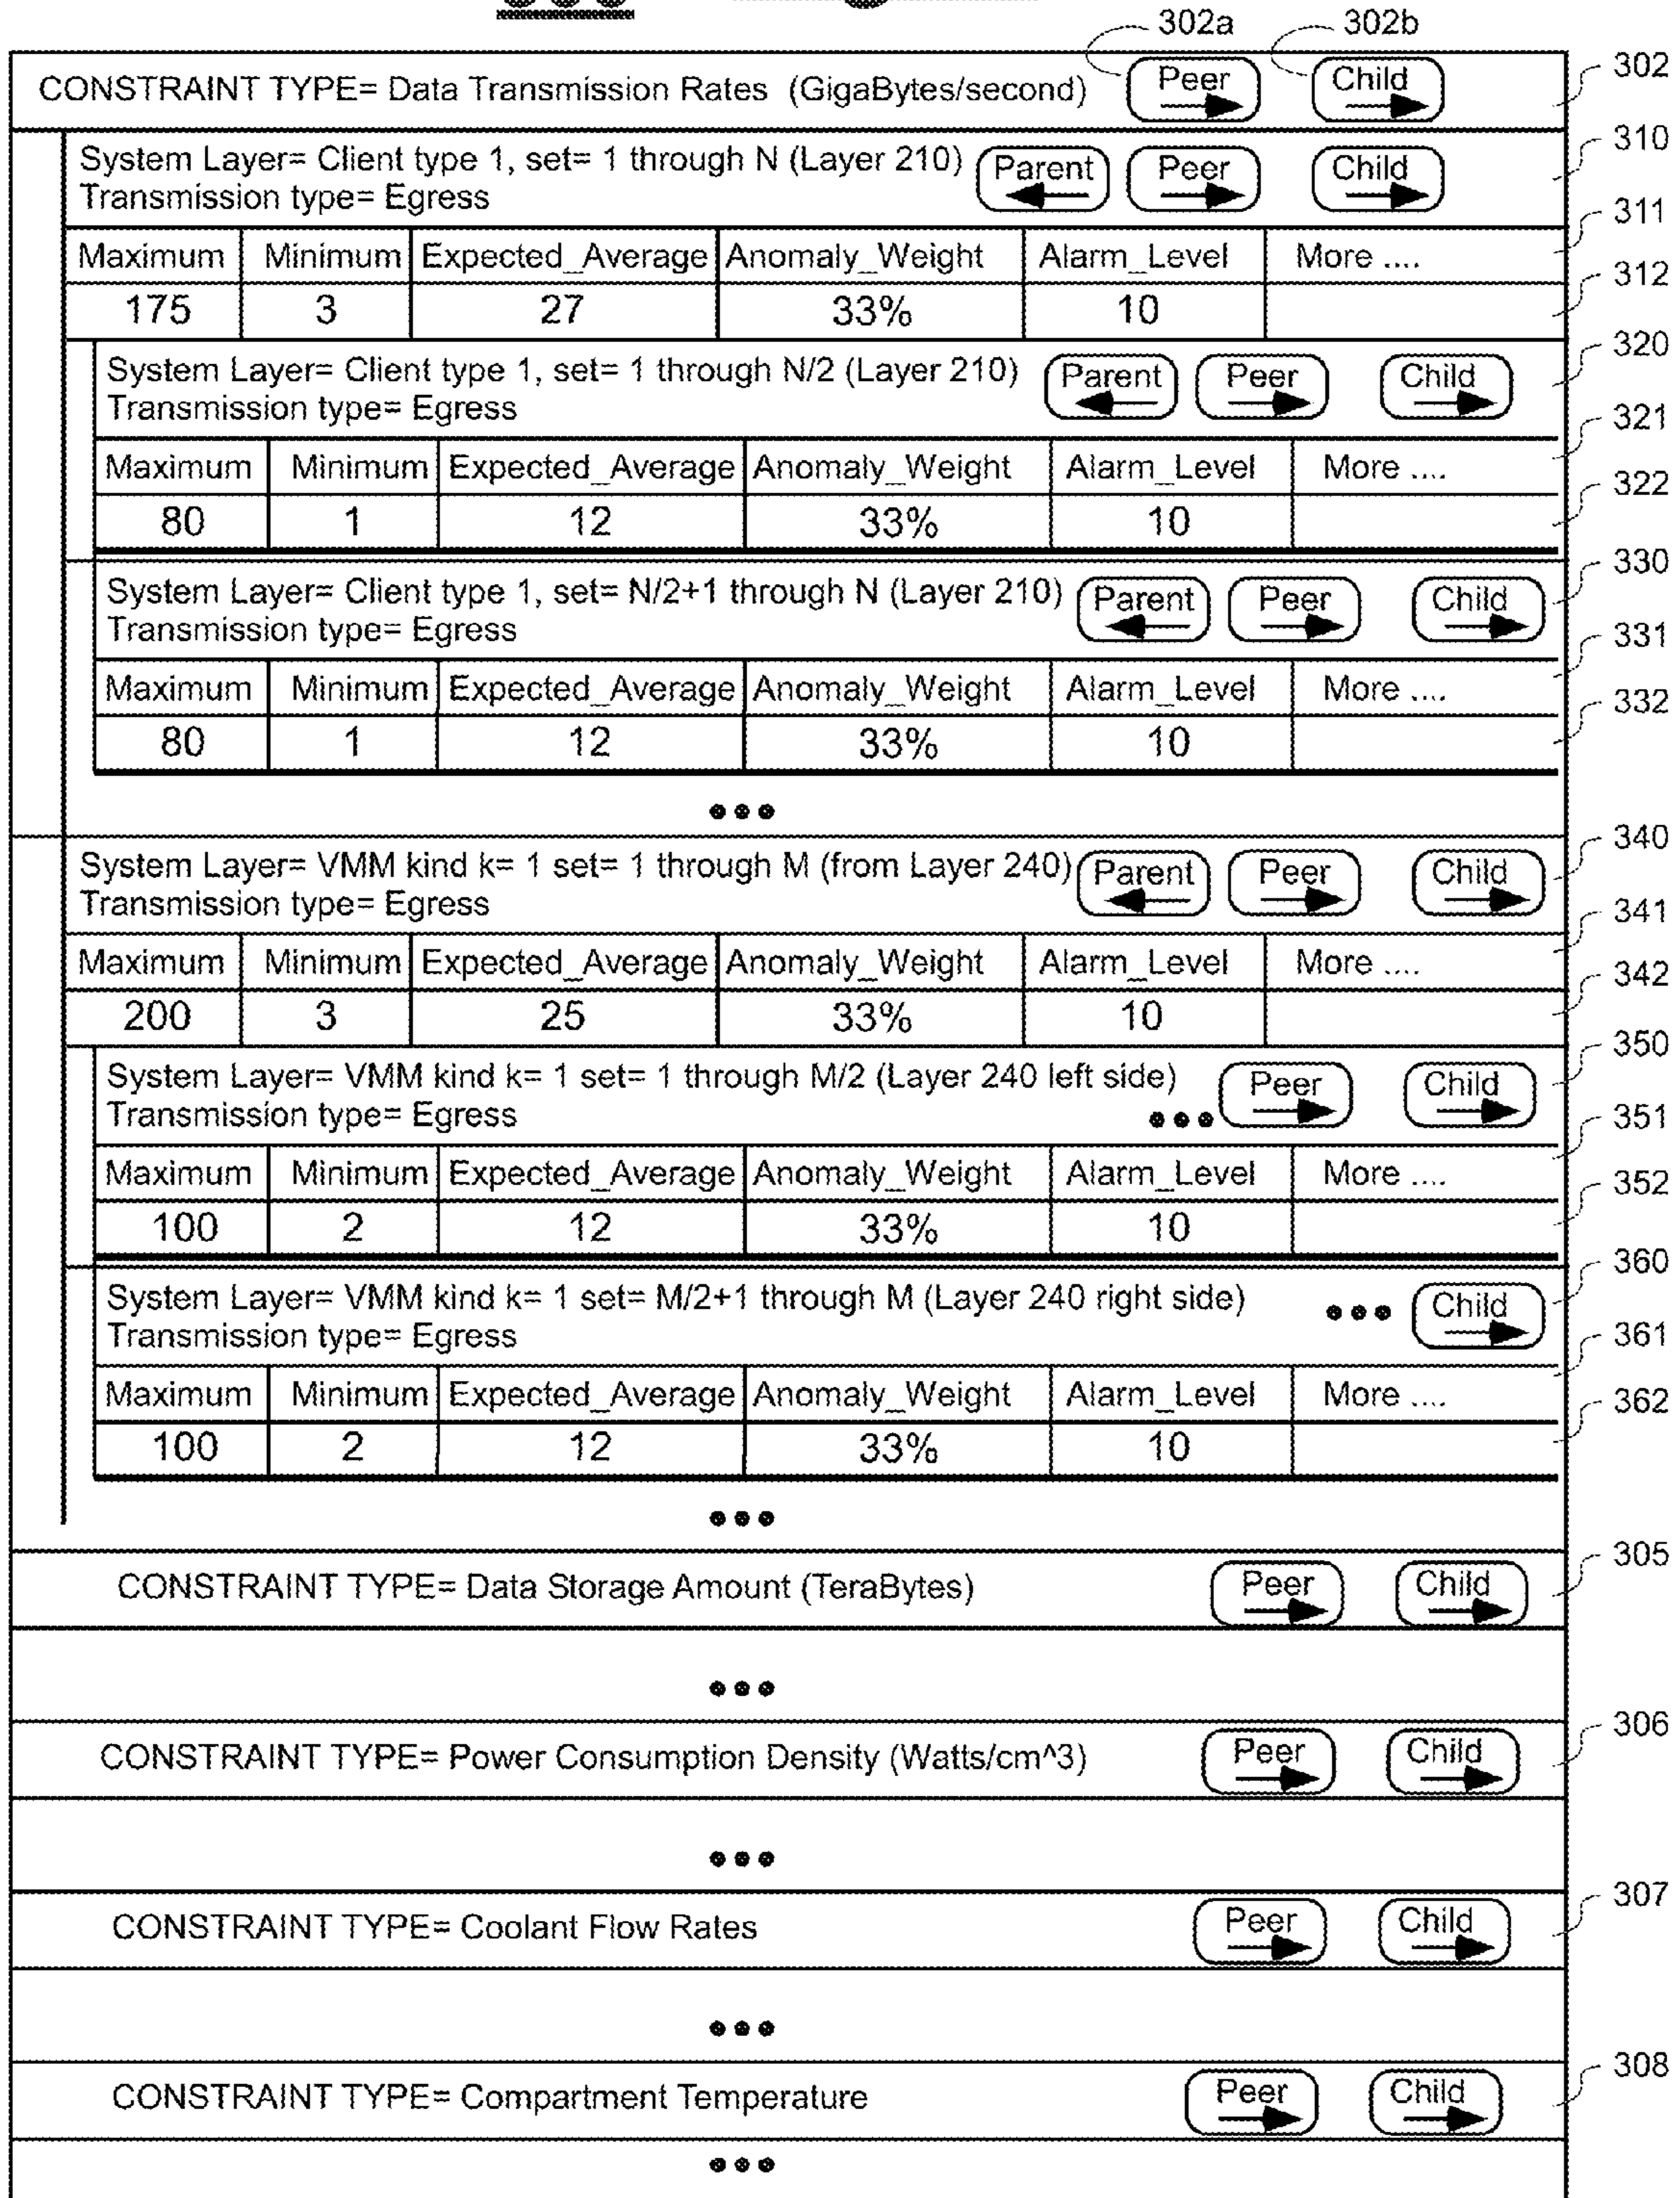 302a 302b
CONSTRAINT TYPE= Data Transmission Rates (GigaBytes/second) Peer Child 302
System Layer= Client type 1, set= 1 through N (Layer 210) Parent Peer Child 310
Transmission type= Egress
311
Maximum Minimum Expected_Average Anomaly_Weight Alarm_Level More ....
312
175 3 27 33% 10
320
System Layer= Client type 1, set= 1 through N/2 (Layer 210) Parent Peer Child
Transmission type= Egress
321
Maximum Minimum Expected_Average Anomaly_Weight Alarm_Level More ....
322
80 1 12 33% 10
330
System Layer= Client type 1, set= N/2+1 through N (Layer 210) Parent Peer Child
Transmission type= Egress
331
Maximum Minimum Expected_Average Anomaly_Weight Alarm_Level More ....
332
80 1 12 33% 10
•••
340
System Layer= VMM kind k= 1 set= 1 through M (from Layer 240) Parent Peer Child
Transmission type= Egress
341
Maximum Minimum Expected_Average Anomaly_Weight Alarm_Level More ....
342
200 3 25 33% 10
350
System Layer= VMM kind k= 1 set= 1 through M/2 (Layer 240 left side) Peer Child
Transmission type= Egress •••
351
Maximum Minimum Expected_Average Anomaly_Weight Alarm_Level More ....
352
100 2 12 33% 10
360
System Layer= VMM kind k= 1 set= M/2+1 through M (Layer 240 right side) ••• Child
Transmission type= Egress
361
Maximum Minimum Expected_Average Anomaly_Weight Alarm_Level More ....
362
100 2 12 33% 10
•••
305
CONSTRAINT TYPE= Data Storage Amount (TeraBytes) Peer Child
•••
306
CONSTRAINT TYPE= Power Consumption Density (Watts/cm^3) Peer Child
•••
307
CONSTRAINT TYPE= Coolant Flow Rates Peer Child
•••
308
CONSTRAINT TYPE= Compartment Temperature Peer Child
•••